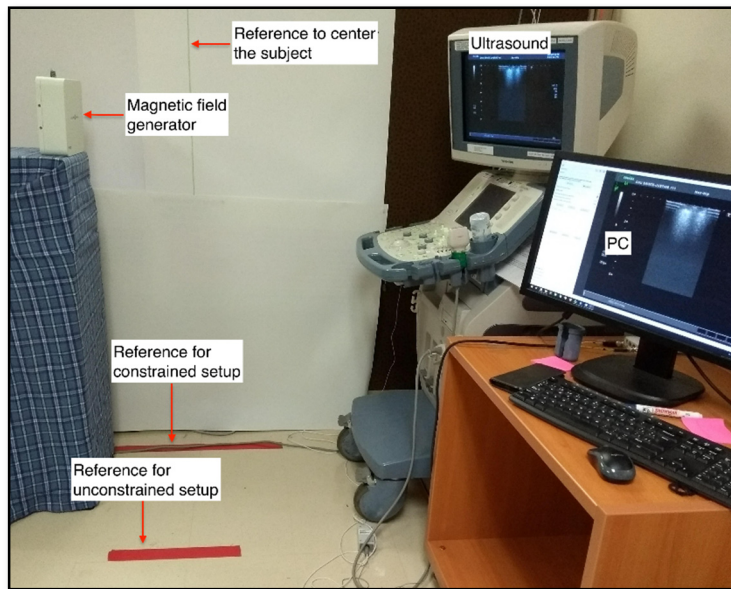 Reference to center
the subject
Ultrasound
Magnetic field
generator
PC
Reference for
constrained setup
Reference for
unconstrained setup